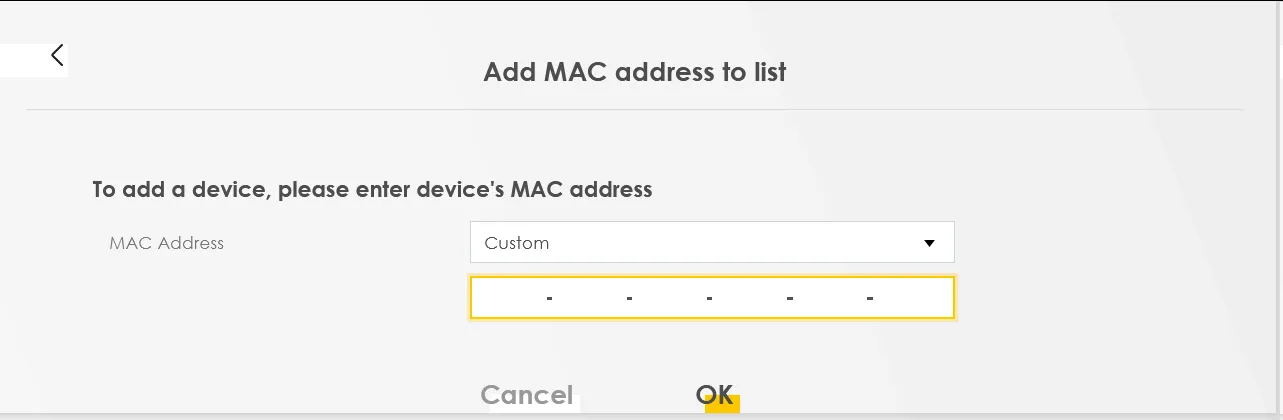 Add MAC address to list
To add a device, please enter device's MAC address
MAC Address
Custom
- - - - -
Cancel
OK